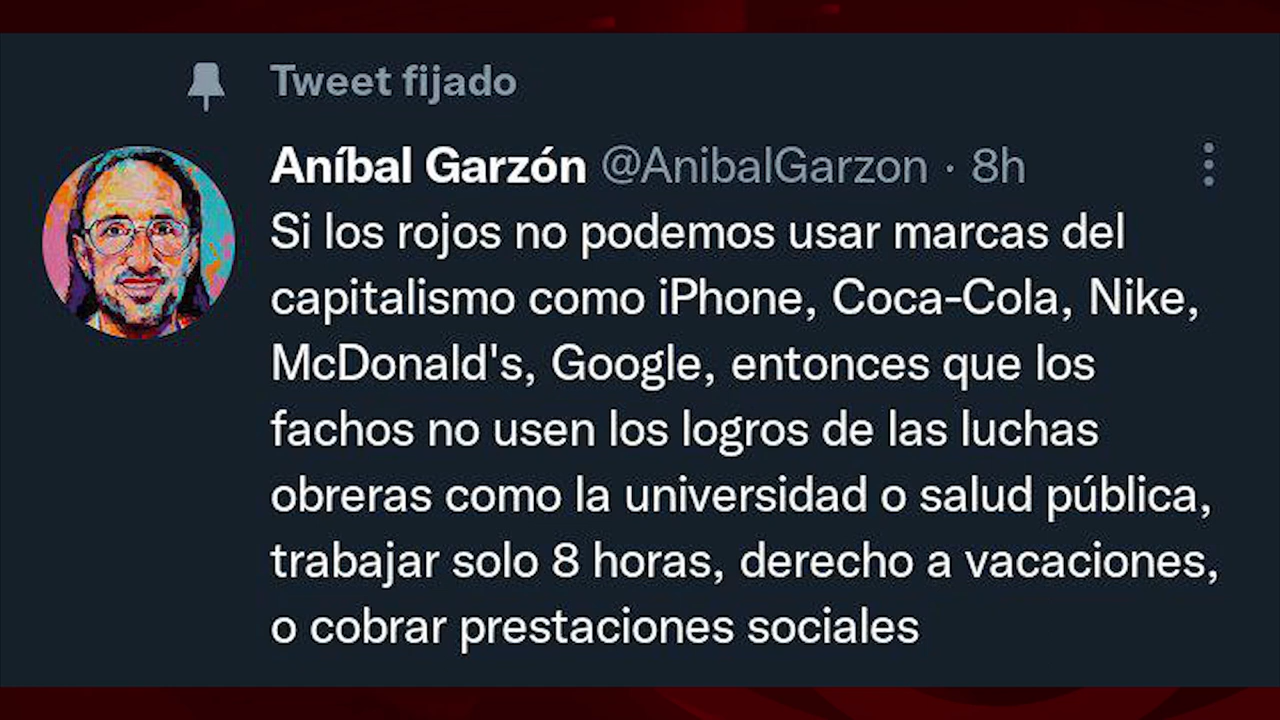 Tweet fijado
Aníbal Garzón @AnibalGarzon · 8h
Si los rojos no podemos usar marcas del
capitalismo como iPhone, Coca-Cola, Nike,
McDonald's, Google, entonces que los
fachos no usen los logros de las luchas
obreras como la universidad o salud pública,
trabajar solo 8 horas, derecho a vacaciones,
o cobrar prestaciones sociales